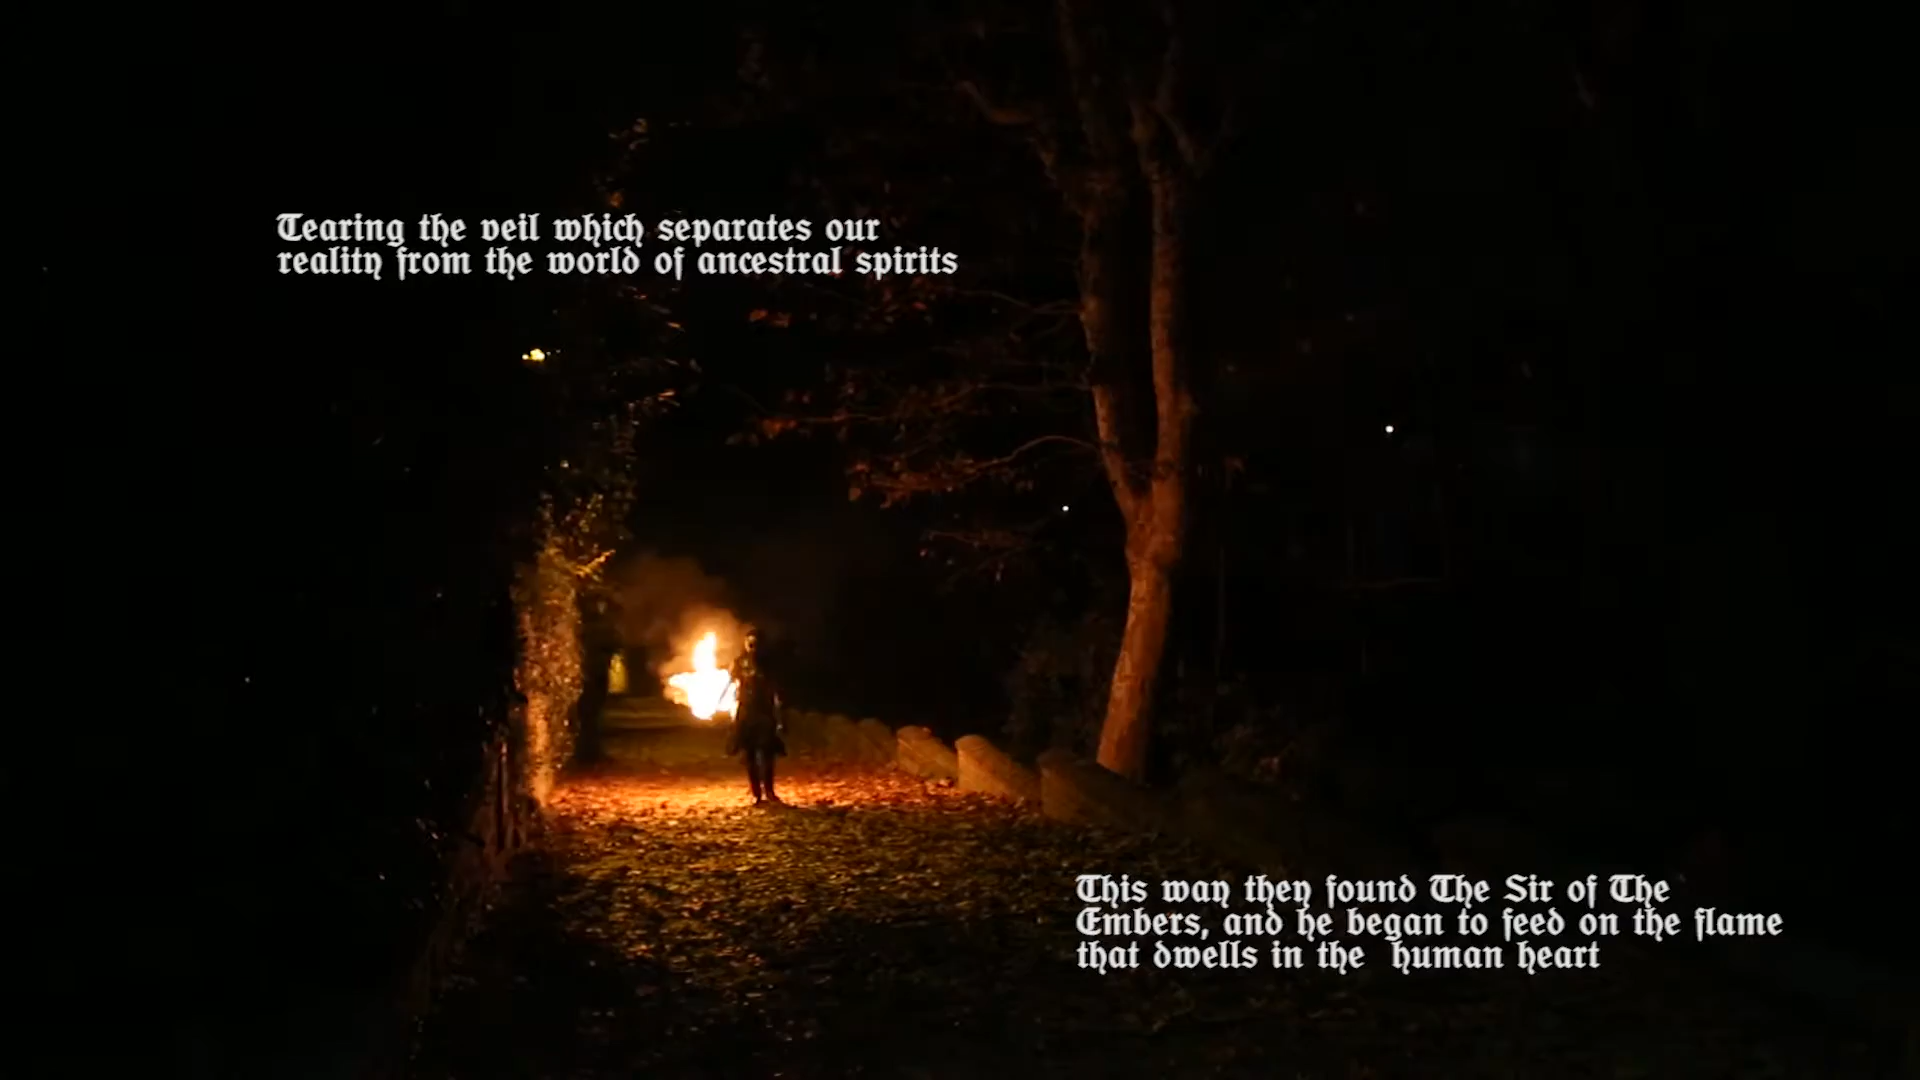 Tearing the veil which separates our
reality from the world of ancestral spirits
This way they found The Sir of The
Embers, and he began to feed on the flame
that dwells in the human heart